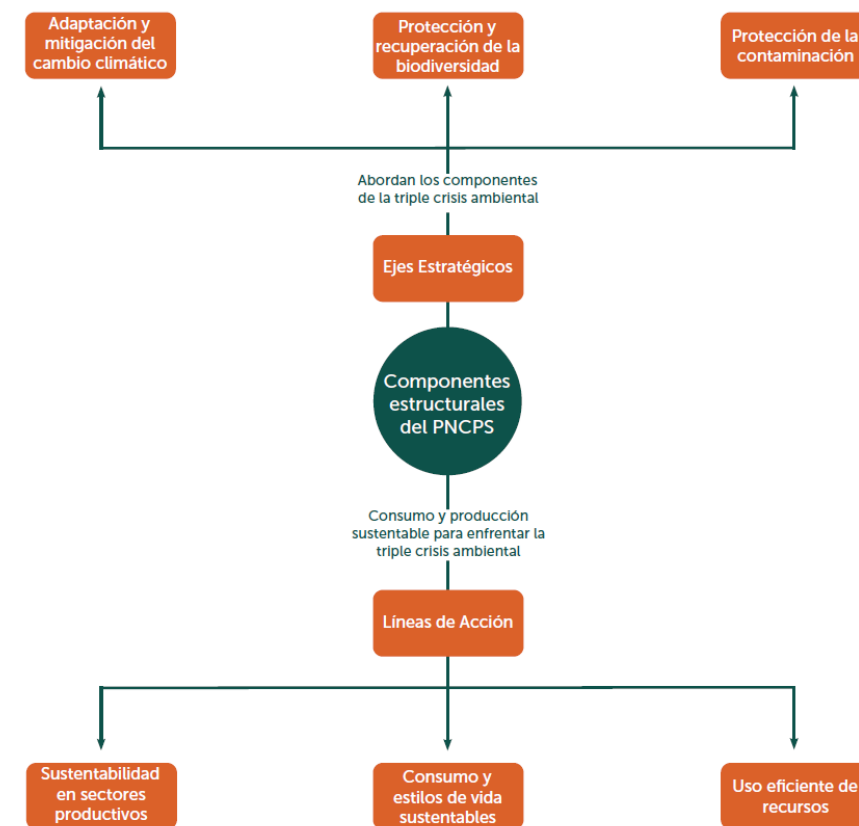 Adaptación y
mitigación del
cambio climático
Protección y
recuperación de la
biodiversidad
Protección de la
contaminación
Abordan los componentes
de la triple crisis ambiental
Ejes Estratégicos
Componentes
estructurales
del PNCPS
Consumo y producción
sustentable para enfrentar la
triple crisis ambiental
Líneas de Acción
Sustentabilidad
en sectores
productivos
Consumo y
estilos de vida
sustentables
Uso eficiente de
recursos